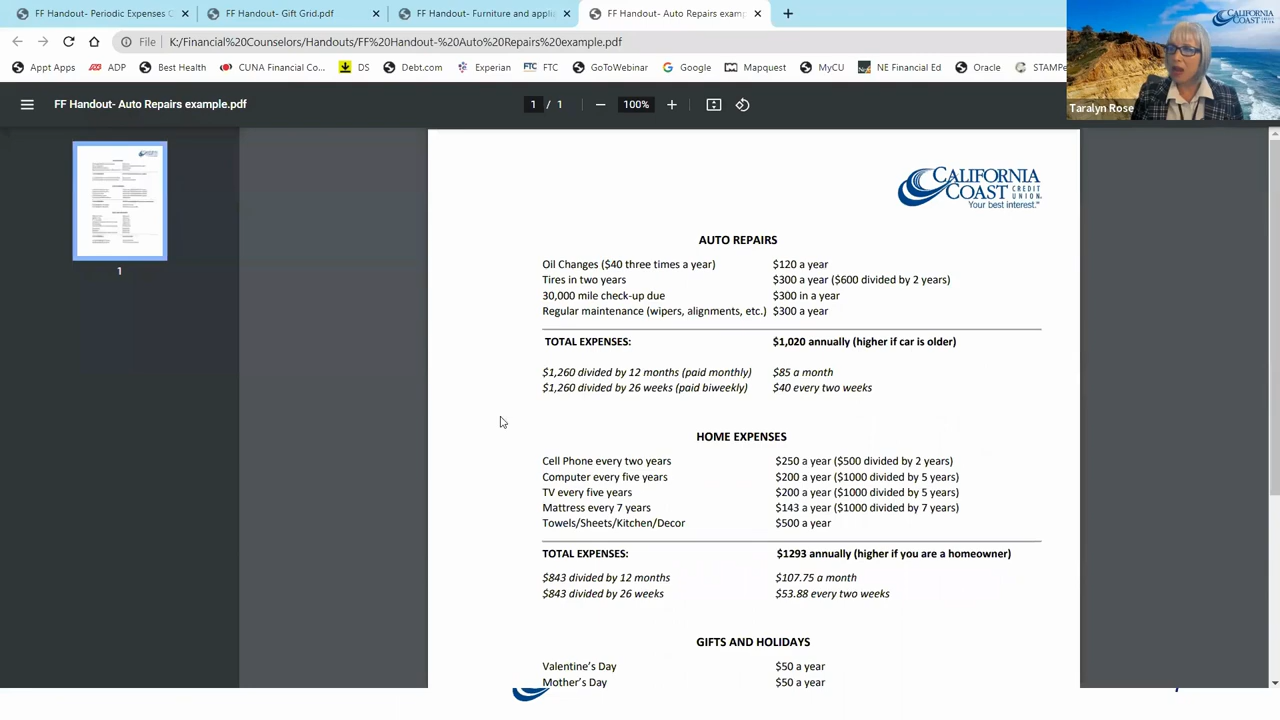 FF Handout- Periodic Expenses C
FF Handout- Gift Grid.pdf
FF Handout- Furniture and appli
FF Handout- Auto Repairs exam
File K:/Financial%20Counselors/Handouts/FF%20Handout-%20Auto%20Repairs%20example.pdf
Appt Apps ADP Best Health CUNA Financial Co... D3 Deltecom Experian FTC GoToWebinar Google Mapquest MyCU NE Financial Ed Oracle STAMP
CALIFORNIA
COAST
CREDIT
UNION
Taralyn Rose
FF Handout- Auto Repairs example.pdf 1 / 1 100%
1
CALIFORNIA
COAST CREDIT
UNION
Your best interest.
AUTO REPAIRS
Oil Changes ($40 three times a year) $120 a year
Tires in two years $300 a year ($600 divided by 2 years)
30,000 mile check-up due $300 in a year
Regular maintenance (wipers, alignments, etc.) $300 a year
TOTAL EXPENSES: $1,020 annually (higher if car is older)
$1,260 divided by 12 months (paid monthly) $85 a month
$1,260 divided by 26 weeks (paid biweekly) $40 every two weeks
HOME EXPENSES
Cell Phone every two years $250 a year ($500 divided by 2 years)
Computer every five years $200 a year ($1000 divided by 5 years)
TV every five years $200 a year ($1000 divided by 5 years)
Mattress every 7 years $143 a year ($1000 divided by 7 years)
Towels/Sheets/Kitchen/Decor $500 a year
TOTAL EXPENSES: $1293 annually (higher if you are a homeowner)
$843 divided by 12 months $107.75 a month
$843 divided by 26 weeks $53.88 every two weeks
GIFTS AND HOLIDAYS
Valentine's Day $50 a year
Mother's Day $50 a year